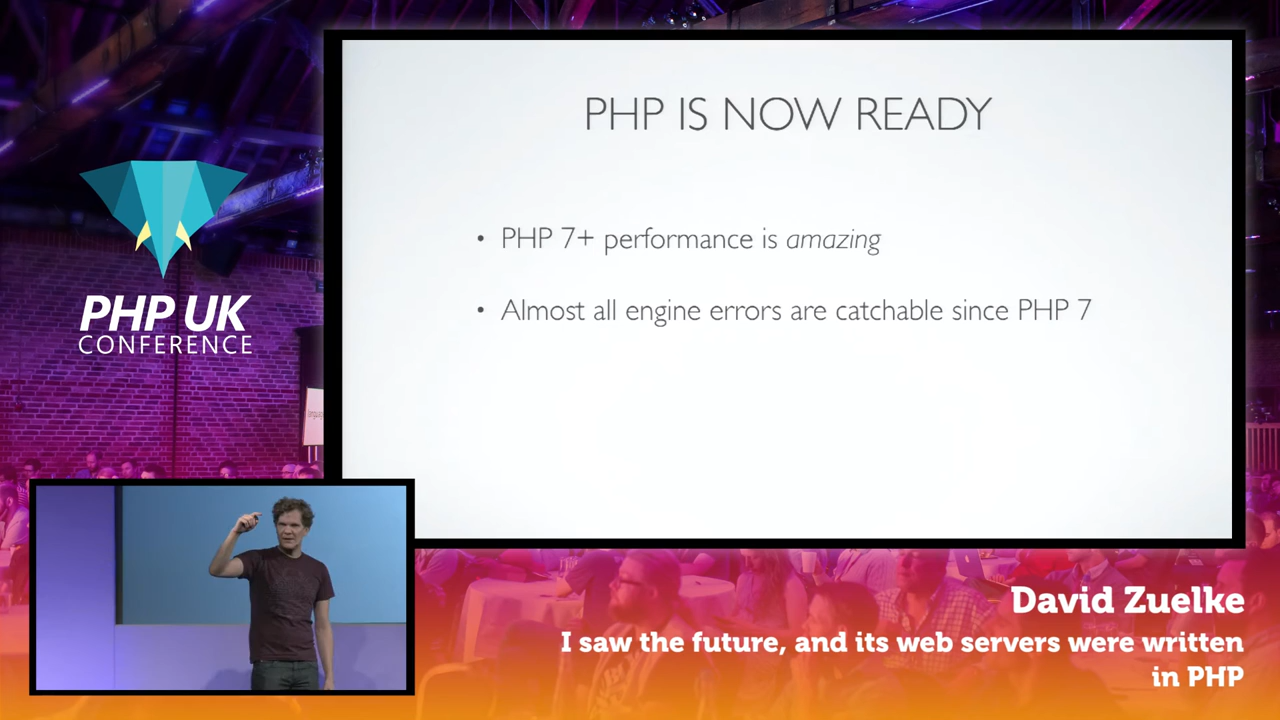 PHP IS NOW READY
• PHP 7+ performance is amazing
• Almost all engine errors are catchable since PHP 7
PHP UK
CONFERENCE
David Zuelke
I saw the future, and its web servers were written
in PHP